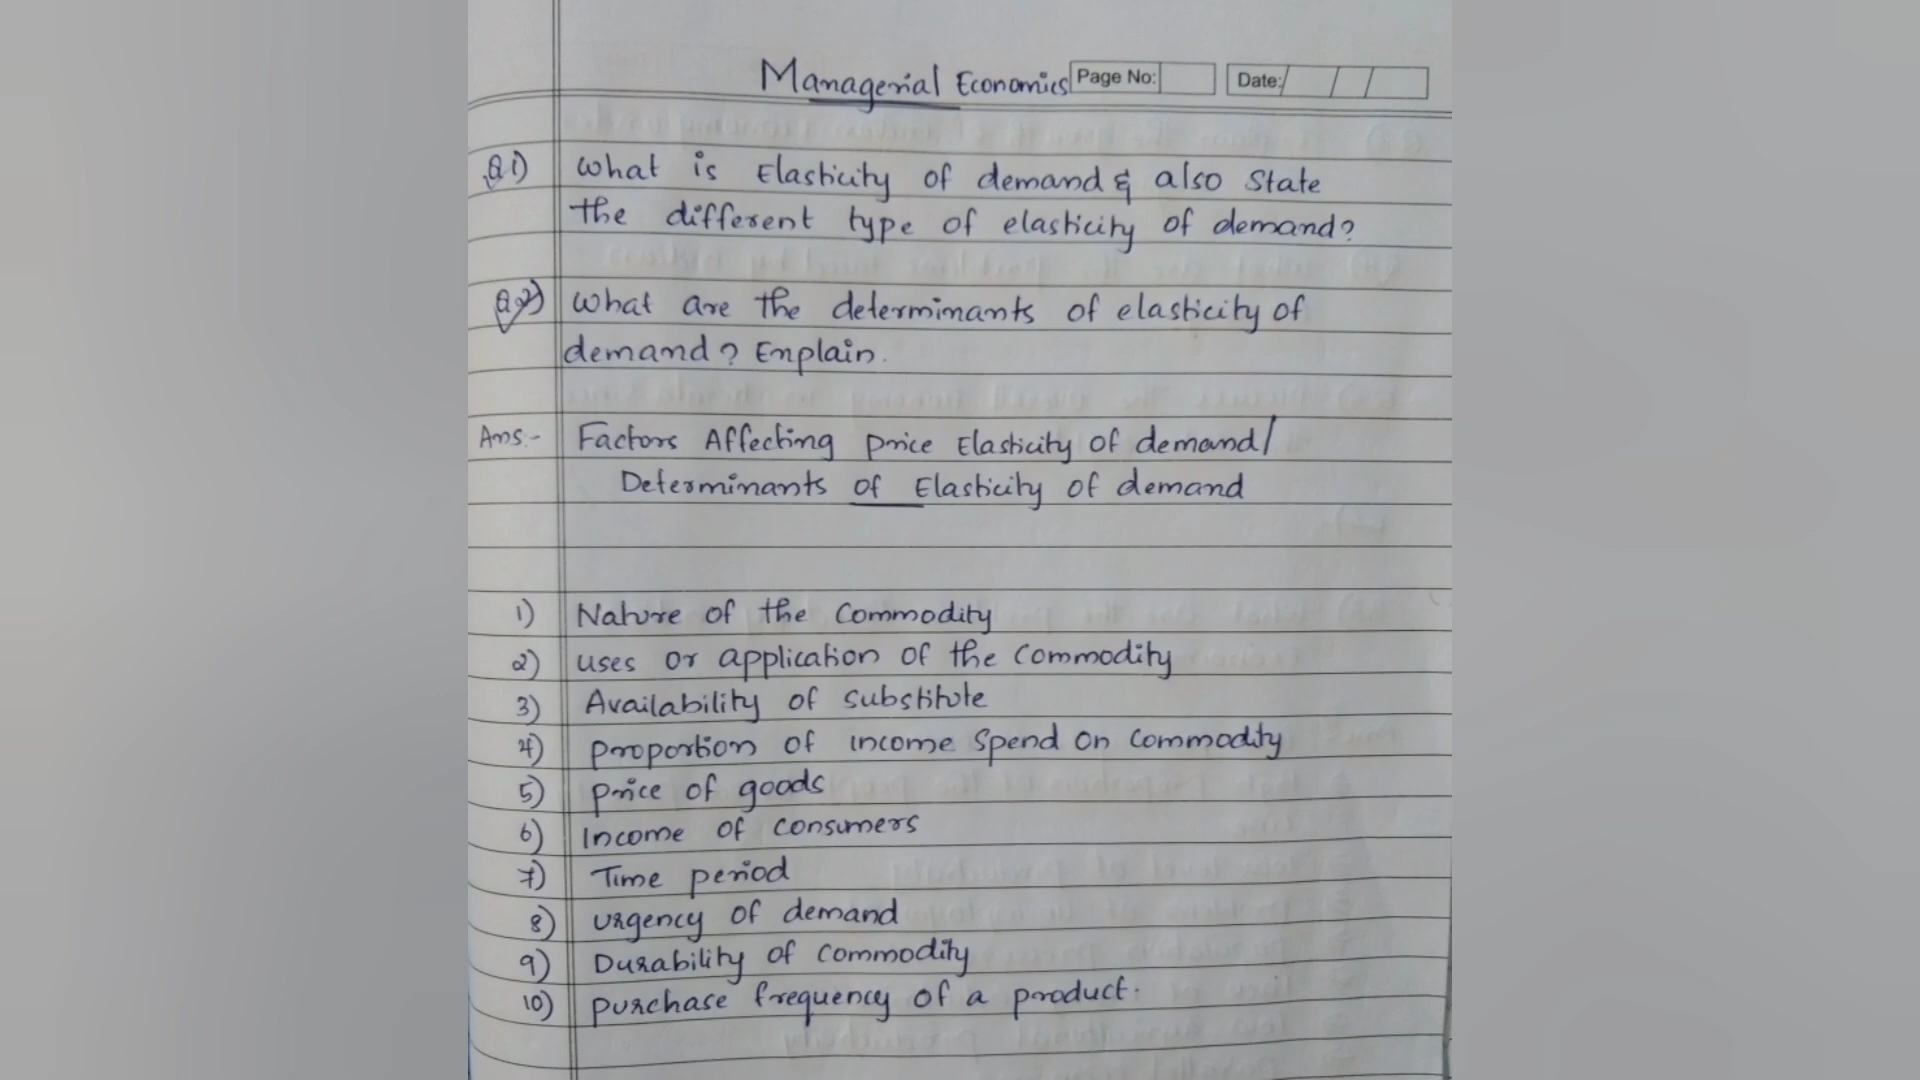 Managerial Economics Page No: Date: / / /
Q1) What is Elasticity of demand & also State
the different type of elasticity of demand?
Q2) What are the determinants of elasticity of
demand? Explain.
Ans:- Factors Affecting price Elasticity of demand/
Determinants of Elasticity of demand
1) Nature of the Commodity
2) uses or application of the Commodity
3) Availability of substitute
4) proportion of income Spend on Commodity
5) price of goods
6) Income of consumers
7) Time period
8) urgency of demand
9) Durability of Commodity
10) purchase frequency of a product.